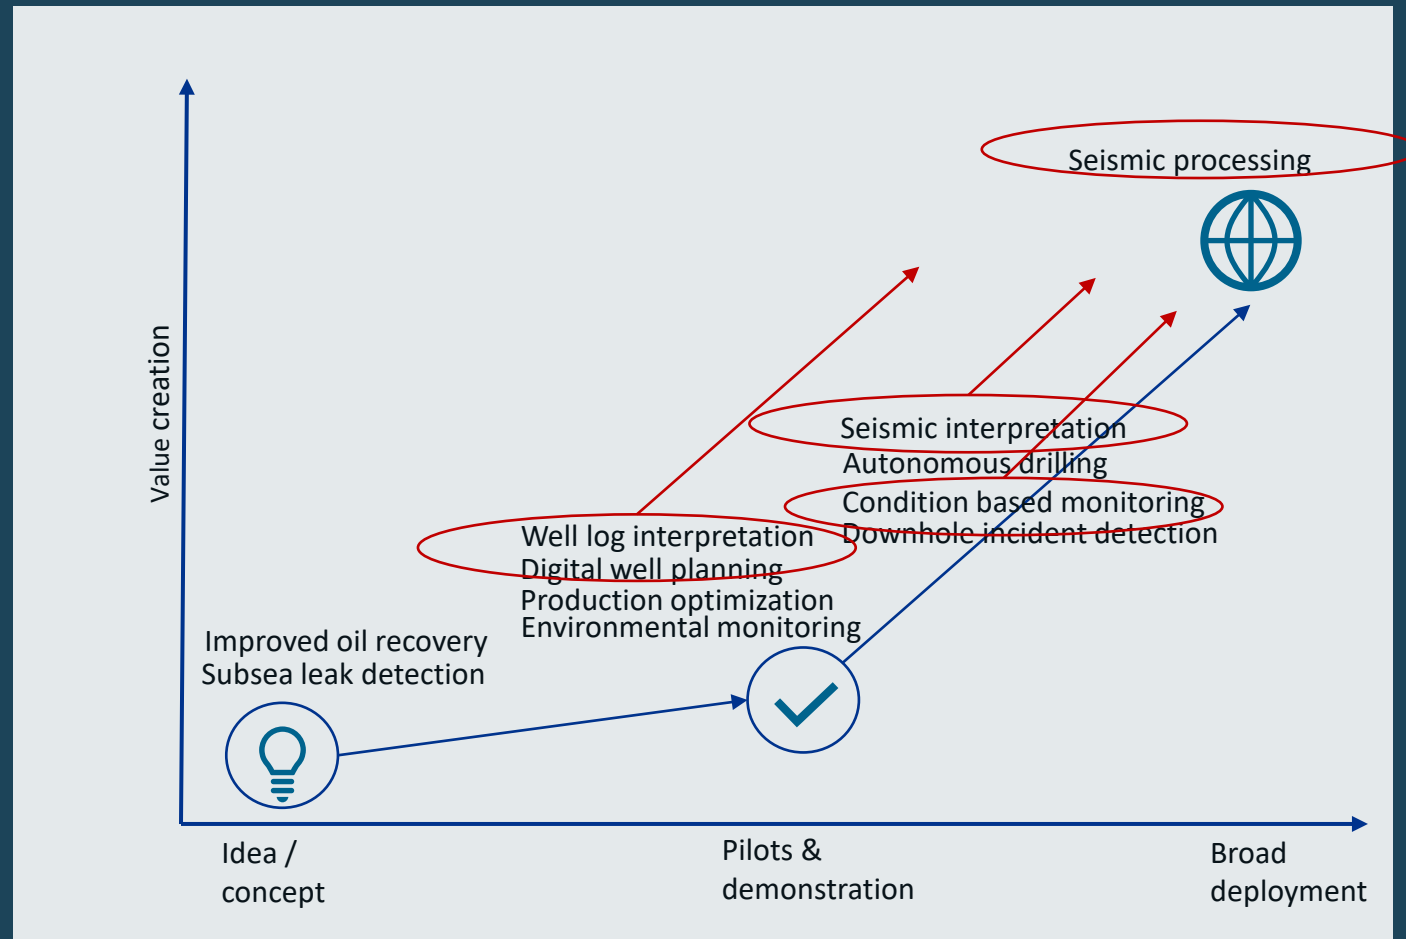 Seismic processing
Value creation
Seismic interpretation
Autonomous drilling
Condition based monitoring
Downhole incident detection
Well log interpretation
Digital well planning
Production optimization
Environmental monitoring
Improved oil recovery
Subsea leak detection
Idea /
concept
Pilots &
demonstration
Broad
deployment